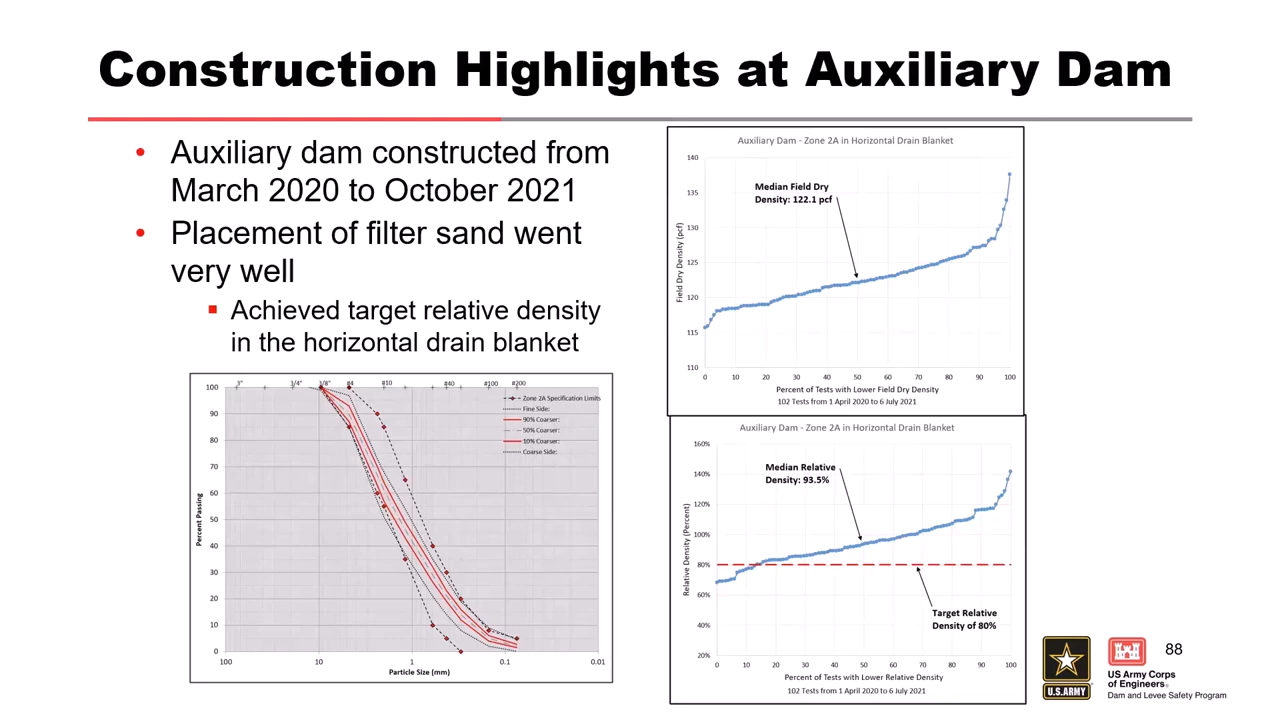 Construction Highlights at Auxiliary Dam
• Auxiliary dam constructed from
March 2020 to October 2021
• Placement of filter sand went
very well
▪ Achieved target relative density
in the horizontal drain blanket
3" 3/4" 3/8" #4 #10 #40 #100 #200
100
90
80
70
60
50
40
30
20
10
0
Percent Passing
Zone 2A Specification Limits
Fine Side:
90% Coarser:
50% Coarser:
10% Coarser:
Coarse Side:
100 10 1 0.1 0.01
Particle Size (mm)
Auxiliary Dam - Zone 2A in Horizontal Drain Blanket
140
135
130
125
120
115
110
Field Dry Density (pcf)
Median Field Dry
Density: 122.1 pcf
0 10 20 30 40 50 60 70 80 90 100
Percent of Tests with Lower Field Dry Density
102 Tests from 1 April 2020 to 6 July 2021
Auxiliary Dam - Zone 2A in Horizontal Drain Blanket
160%
140%
120%
100%
80%
60%
40%
20%
Relative Density (Percent)
Median Relative
Density: 93.5%
Target Relative
Density of 80%
0 10 20 30 40 50 60 70 80 90 100
Percent of Tests with Lower Relative Density
102 Tests from 1 April 2020 to 6 July 2021
U.S.ARMY
88
US Army Corps
of Engineers®
Dam and Levee Safety Program